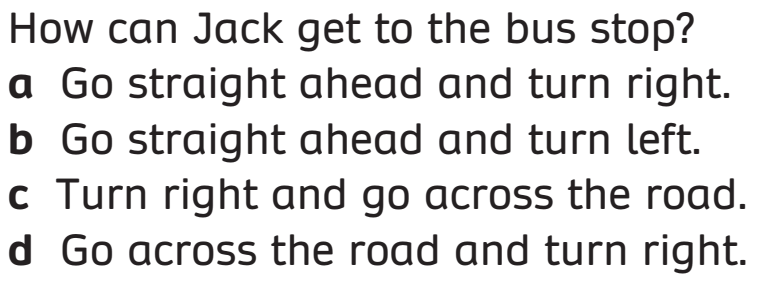 How can Jack get to the bus stop?
a Go straight ahead and turn right.
b Go straight ahead and turn left.
c Turn right and go across the road.
d Go across the road and turn right.